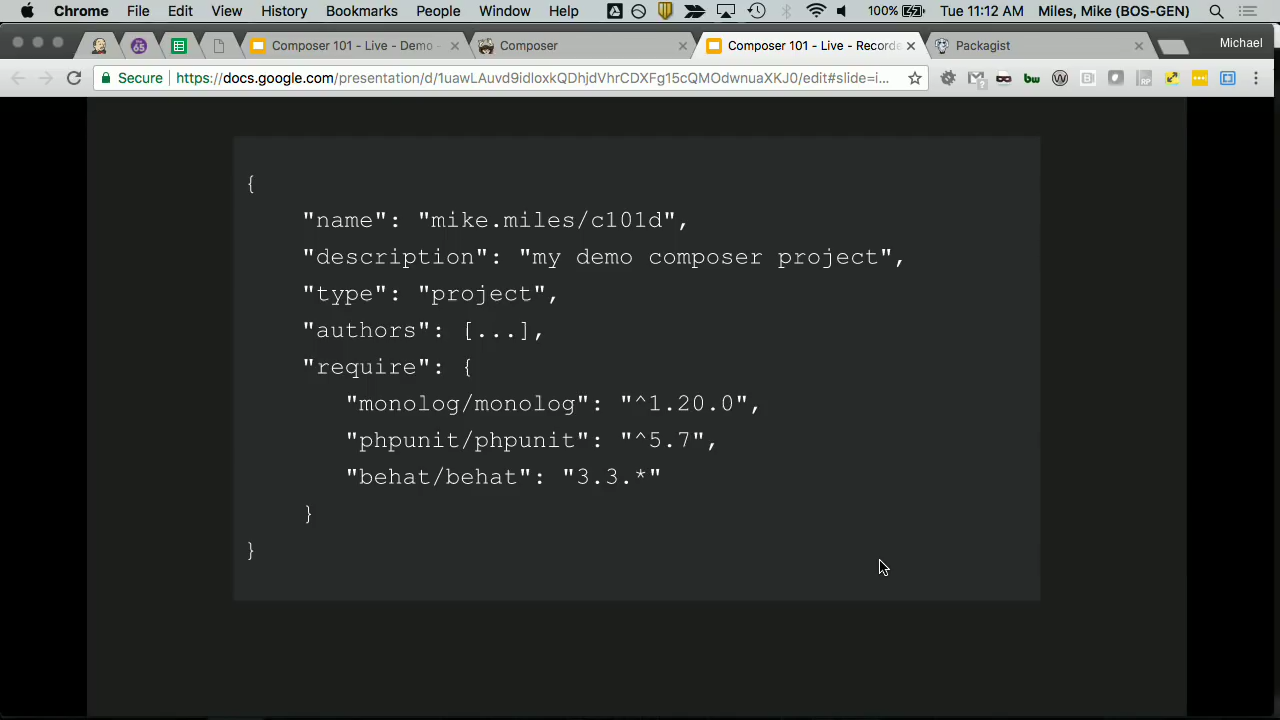 Chrome File Edit View History Bookmarks People Window Help 100% Tue 11:12 AM Miles, Mike (BOS-GEN)
65 Composer 101 - Live - Demo - Composer Composer 101 - Live - Recorde Packagist Michael
Secure https://docs.google.com/presentation/d/1uawLAuvd9idloxkQDhjdVhrCDXFg15cQMOdwnaXKJ0/edit#slide=i...
{
"name": "mike.miles/c101d",
"description": "my demo composer project",
"type": "project",
"authors": [...],
"require": {
"monolog/monolog": "^1.20.0",
"phpunit/phpunit": "^5.7",
"behat/behat": "3.3.*"
}
}